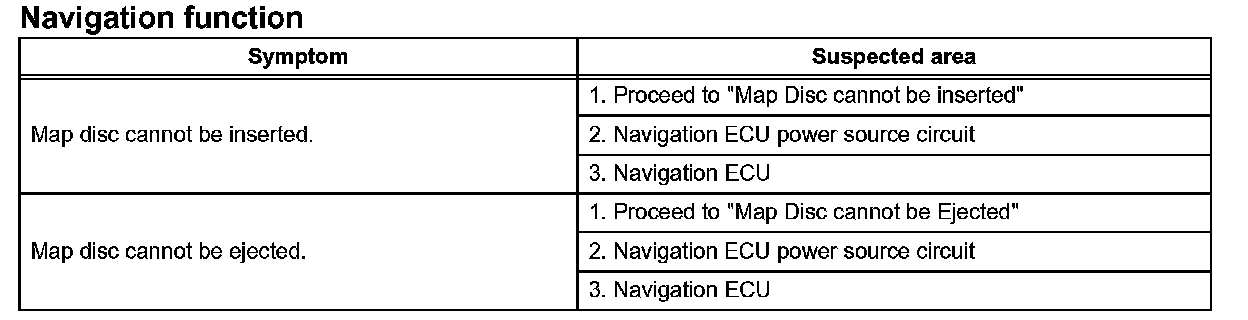 Navigation function
Symptom
Suspected area
Map disc cannot be inserted.
1. Proceed to "Map Disc cannot be inserted"
2. Navigation ECU power source circuit
3. Navigation ECU
Map disc cannot be ejected.
1. Proceed to "Map Disc cannot be Ejected"
2. Navigation ECU power source circuit
3. Navigation ECU